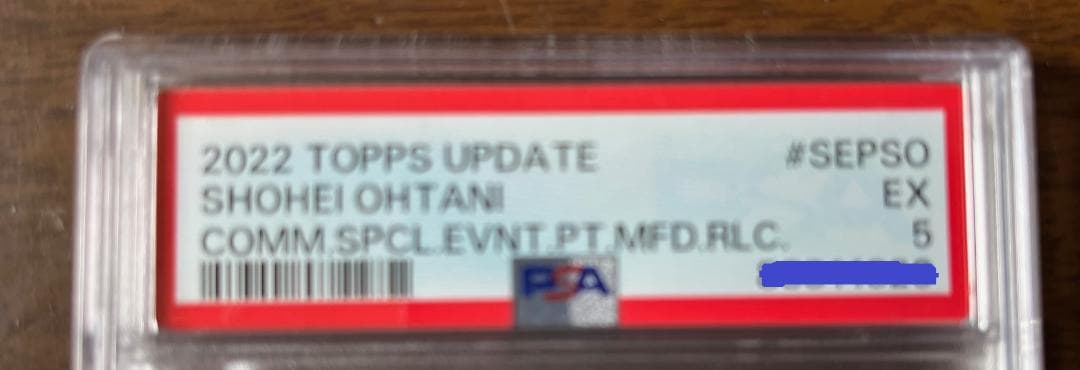 2022 TOPPS UPDATE #SEPSO
SHOHEI OHTANI EX
COMM.SPCL.EVNT.PT.MFD.RLC. 5
PSA